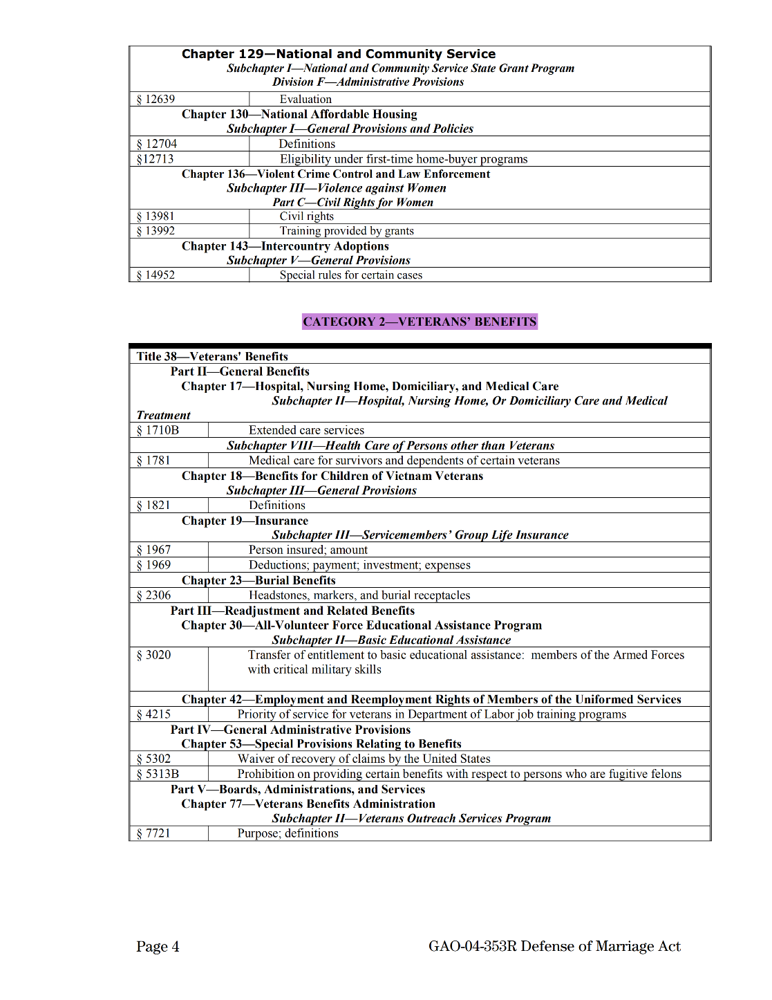 Chapter 129—National and Community Service
Subchapter I—National and Community Service State Grant Program
Division F—Administrative Provisions
§ 12639 Evaluation
Chapter 130—National Affordable Housing
Subchapter I—General Provisions and Policies
§ 12704 Definitions
§12713 Eligibility under first-time home-buyer programs
Chapter 136—Violent Crime Control and Law Enforcement
Subchapter III—Violence against Women
Part C—Civil Rights for Women
§ 13981 Civil rights
§ 13992 Training provided by grants
Chapter 143—Intercountry Adoptions
Subchapter V—General Provisions
§ 14952 Special rules for certain cases
CATEGORY 2—VETERANS’ BENEFITS
Title 38—Veterans' Benefits
Part II—General Benefits
Chapter 17—Hospital, Nursing Home, Domiciliary, and Medical Care
Subchapter II—Hospital, Nursing Home, Or Domiciliary Care and Medical
Treatment
§ 1710B Extended care services
Subchapter VIII—Health Care of Persons other than Veterans
§ 1781 Medical care for survivors and dependents of certain veterans
Chapter 18—Benefits for Children of Vietnam Veterans
Subchapter III—General Provisions
§ 1821 Definitions
Chapter 19—Insurance
Subchapter III—Servicemembers’ Group Life Insurance
§ 1967 Person insured; amount
§ 1969 Deductions; payment; investment; expenses
Chapter 23—Burial Benefits
§ 2306 Headstones, markers, and burial receptacles
Part III—Readjustment and Related Benefits
Chapter 30—All-Volunteer Force Educational Assistance Program
Subchapter II—Basic Educational Assistance
§ 3020 Transfer of entitlement to basic educational assistance: members of the Armed Forces
with critical military skills
Chapter 42—Employment and Reemployment Rights of Members of the Uniformed Services
§ 4215 Priority of service for veterans in Department of Labor job training programs
Part IV—General Administrative Provisions
Chapter 53—Special Provisions Relating to Benefits
§ 5302 Waiver of recovery of claims by the United States
§ 5313B Prohibition on providing certain benefits with respect to persons who are fugitive felons
Part V—Boards, Administrations, and Services
Chapter 77—Veterans Benefits Administration
Subchapter II—Veterans Outreach Services Program
§ 7721 Purpose; definitions
Page 4 GAO-04-353R Defense of Marriage Act